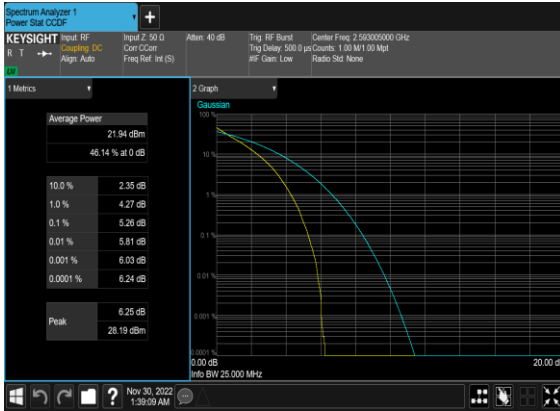 Spectrum Analyzer 1
Power Stat CCDF
+
KEYSIGHT
R T
Input: RF
Coupling: DC
Align: Auto
Input Z: 50 Ω
Corr CCorr
Freq Ref: Int (S)
Atten: 40 dB
Trig: RF Burst
Trig Delay: 500.0 µs
#IF Gain: Low
Center Freq: 2.593005000 GHz
Counts: 1.00 M/1.00 Mpt
Radio Std: None
1 Metrics
Average Power
21.94 dBm
46.14 % at 0 dB
10.0 % 2.35 dB
1.0 % 4.27 dB
0.1 % 5.26 dB
0.01 % 5.81 dB
0.001 % 6.03 dB
0.0001 % 6.24 dB
Peak
6.25 dB
28.19 dBm
2 Graph
Gaussian
100 %
10 %
1 %
0.1 %
0.01 %
0.001 %
0.0001 %
0.00 dB
20.00 d
Info BW 25.000 MHz
?
Nov 30, 2022
1:39:09 AM